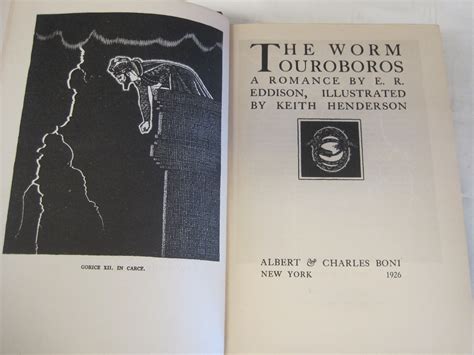 GORICE XII. IN CARCË.
THE WORM
OUROBOROS
A ROMANCE BY E. R.
EDDISON, ILLUSTRATED
BY KEITH HENDERSON
ALBERT & CHARLES BONI
NEW YORK 1926